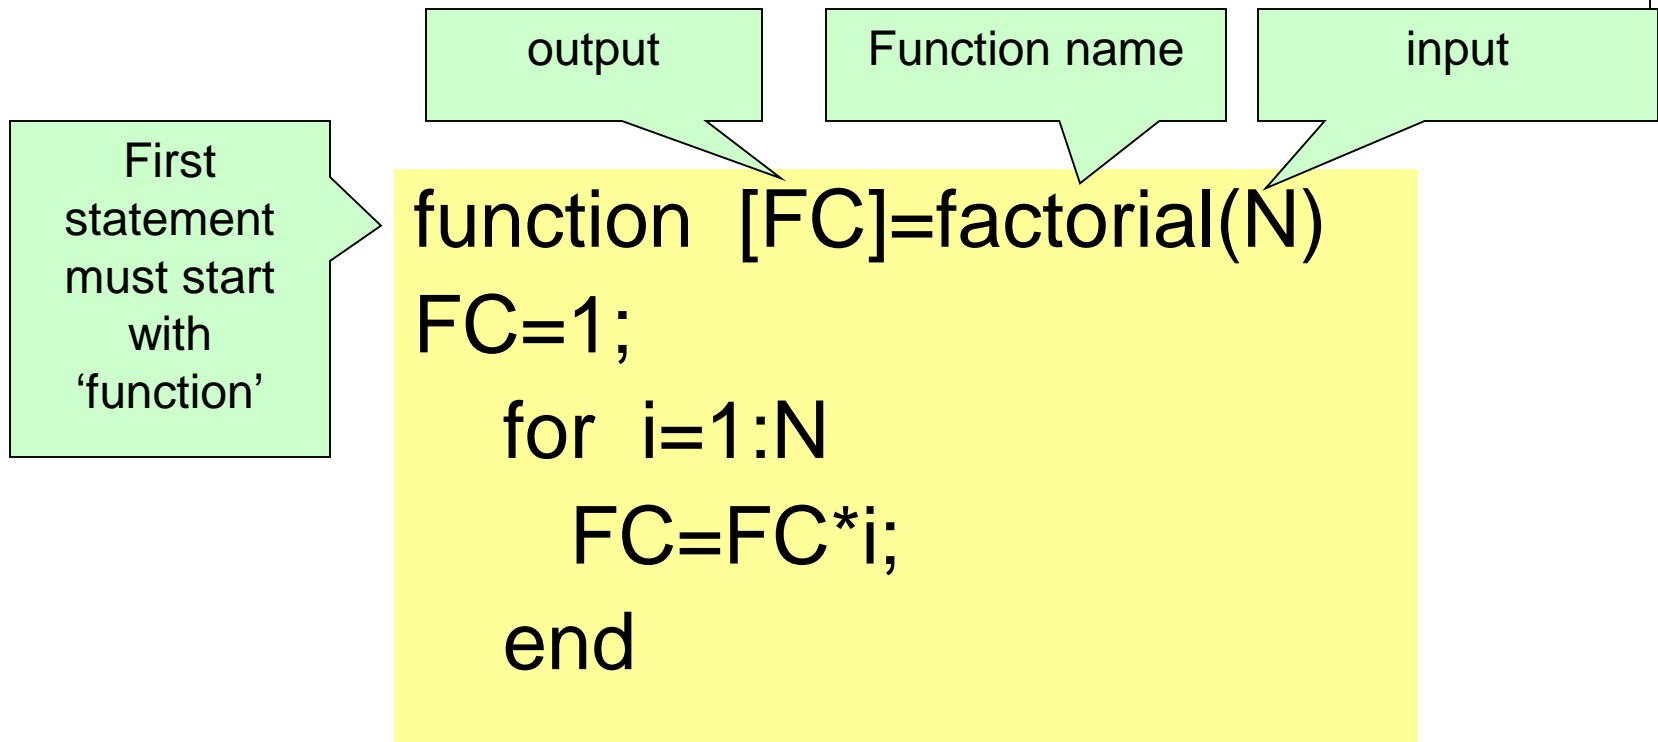 output
Function name
input
First
statement
must start
with
‘function’
function [FC]=factorial(N)
FC=1;
for i=1:N
FC=FC*i;
end